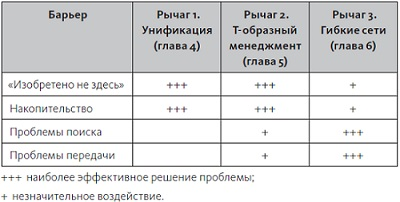 Барьер Рычаг 1. Рычаг 2. Рычаг 3.
Унификация Т-образный Гибкие сети
(глава 4) менеджмент (глава 6)
(глава 5)
«Изобретено не здесь» +++ +++ +
Накопительство +++ +++ +
Проблемы поиска + +++
Проблемы передачи + +++
+++ наиболее эффективное решение проблемы;
+ незначительное воздействие.